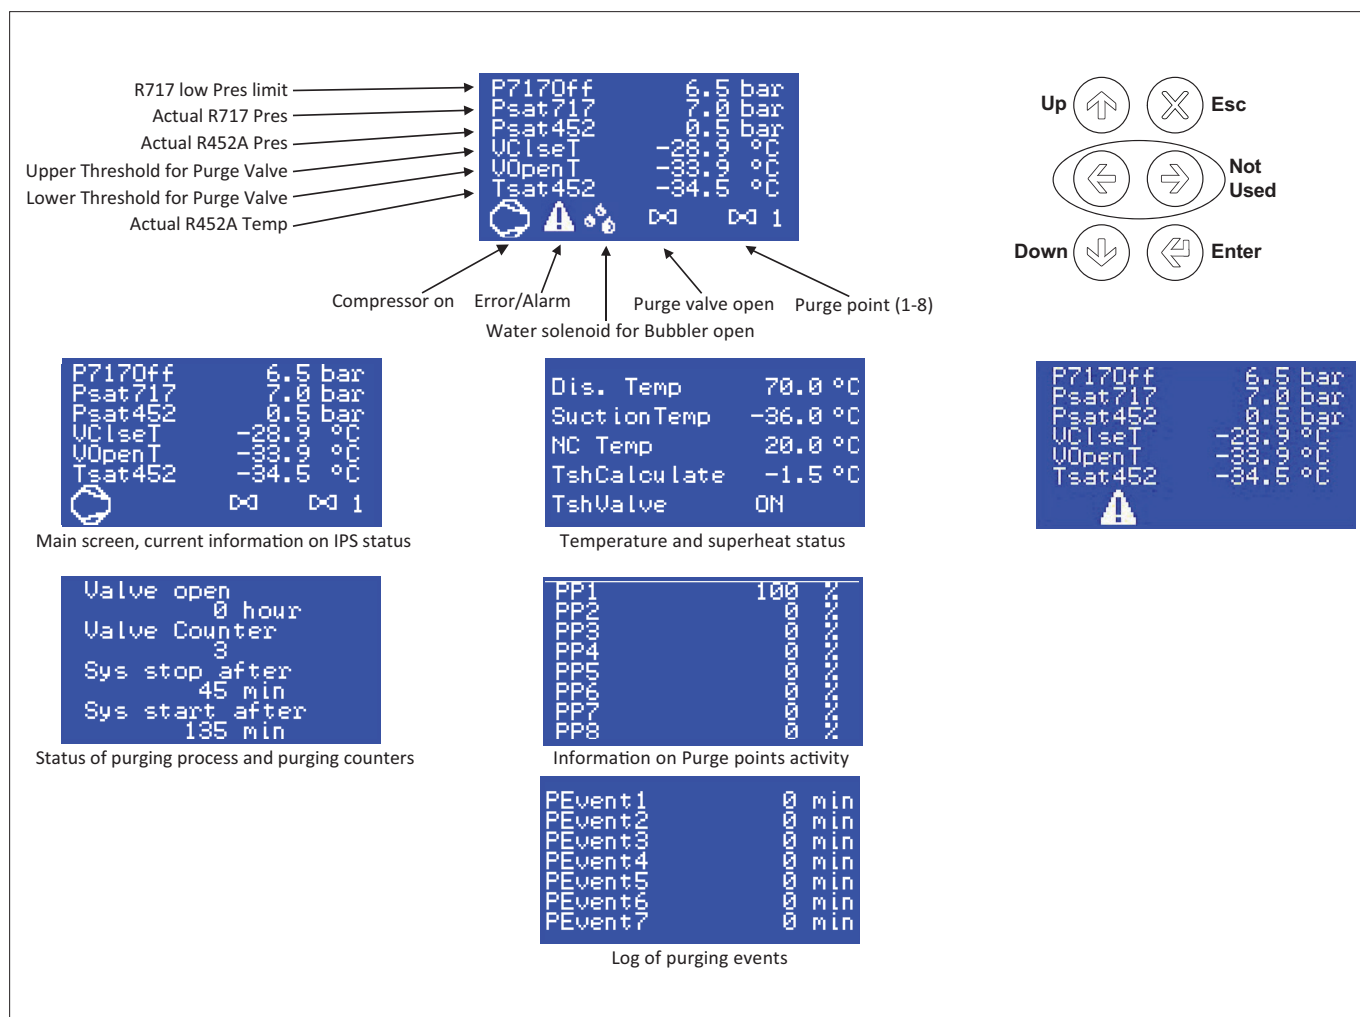 R717 low Pres limit
Actual R717 Pres
Actual R452A Pres
Upper Threshold for Purge Valve
Lower Threshold for Purge Valve
Actual R452A Temp
P717Off 6.5 bar
Psat717 7.0 bar
Psat452 0.5 bar
VClseT -28.9 °C
VOpenT -33.9 °C
Tsat452 -34.5 °C
1
Compressor on
Error/Alarm
Water solenoid for Bubbler open
Purge valve open
Purge point (1-8)
Up
Esc
Not
Used
Down
Enter
P717Off 6.5 bar
Psat717 7.0 bar
Psat452 0.5 bar
VClseT -28.9 °C
VOpenT -33.9 °C
Tsat452 -34.5 °C
1
Main screen, current information on IPS status
Dis. Temp 70.0 °C
SuctionTemp -36.0 °C
NC Temp 20.0 °C
TshCalculate -1.5 °C
TshValve ON
Temperature and superheat status
P717Off 6.5 bar
Psat717 7.0 bar
Psat452 0.5 bar
VClseT -28.9 °C
VOpenT -33.9 °C
Tsat452 -34.5 °C
Valve open
0 hour
Valve Counter
3
Sys stop after
45 min
Sys start after
135 min
Status of purging process and purging counters
PP1 100 %
PP2 0 %
PP3 0 %
PP4 0 %
PP5 0 %
PP6 0 %
PP7 0 %
PP8 0 %
Information on Purge points activity
PEvent1 0 min
PEvent2 0 min
PEvent3 0 min
PEvent4 0 min
PEvent5 0 min
PEvent6 0 min
PEvent7 0 min
Log of purging events